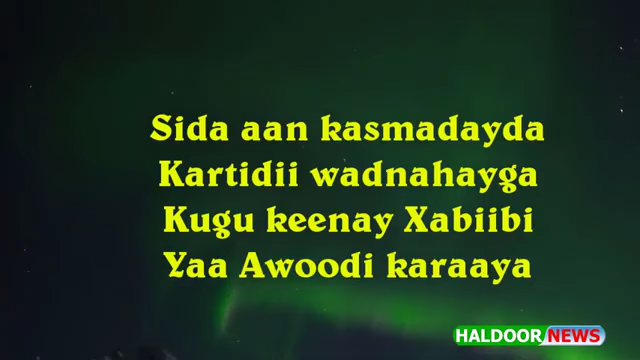 Sida aan kasmadayda
Kartidii wadnahayga
Kugu keenay Xabiibi
Yaa Awoodi karaaya
HALDOOR NEWS